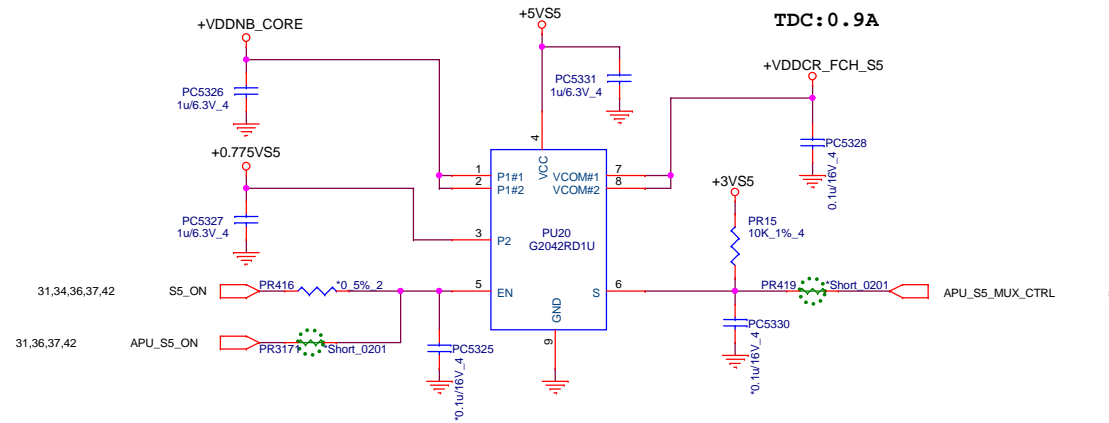 TDC:0.9A
+5VS5
+VDDNB_CORE
+VDDCR_FCH_S5
PC5326
1u/6.3V_4
PC5331
1u/6.3V_4
PC5328
0.1u/16V_4
+0.775VS5
PC5327
1u/6.3V_4
+3VS5
PR15
10K_1%_4
4
VCC
1
P1#1
2
P1#2
VCOM#1
7
VCOM#2
8
3
P2
PU20
G2042RD1U
5
EN
S
6
GND
9
31,34,36,37,42
S5_ON
PR416
*0_5%_2
31,36,37,42
APU_S5_ON
PR3171
*Short_0201
PC5325
*0.1u/16V_4
PR419
*Short_0201
APU_S5_MUX_CTRL
PC5330
*0.1u/16V_4